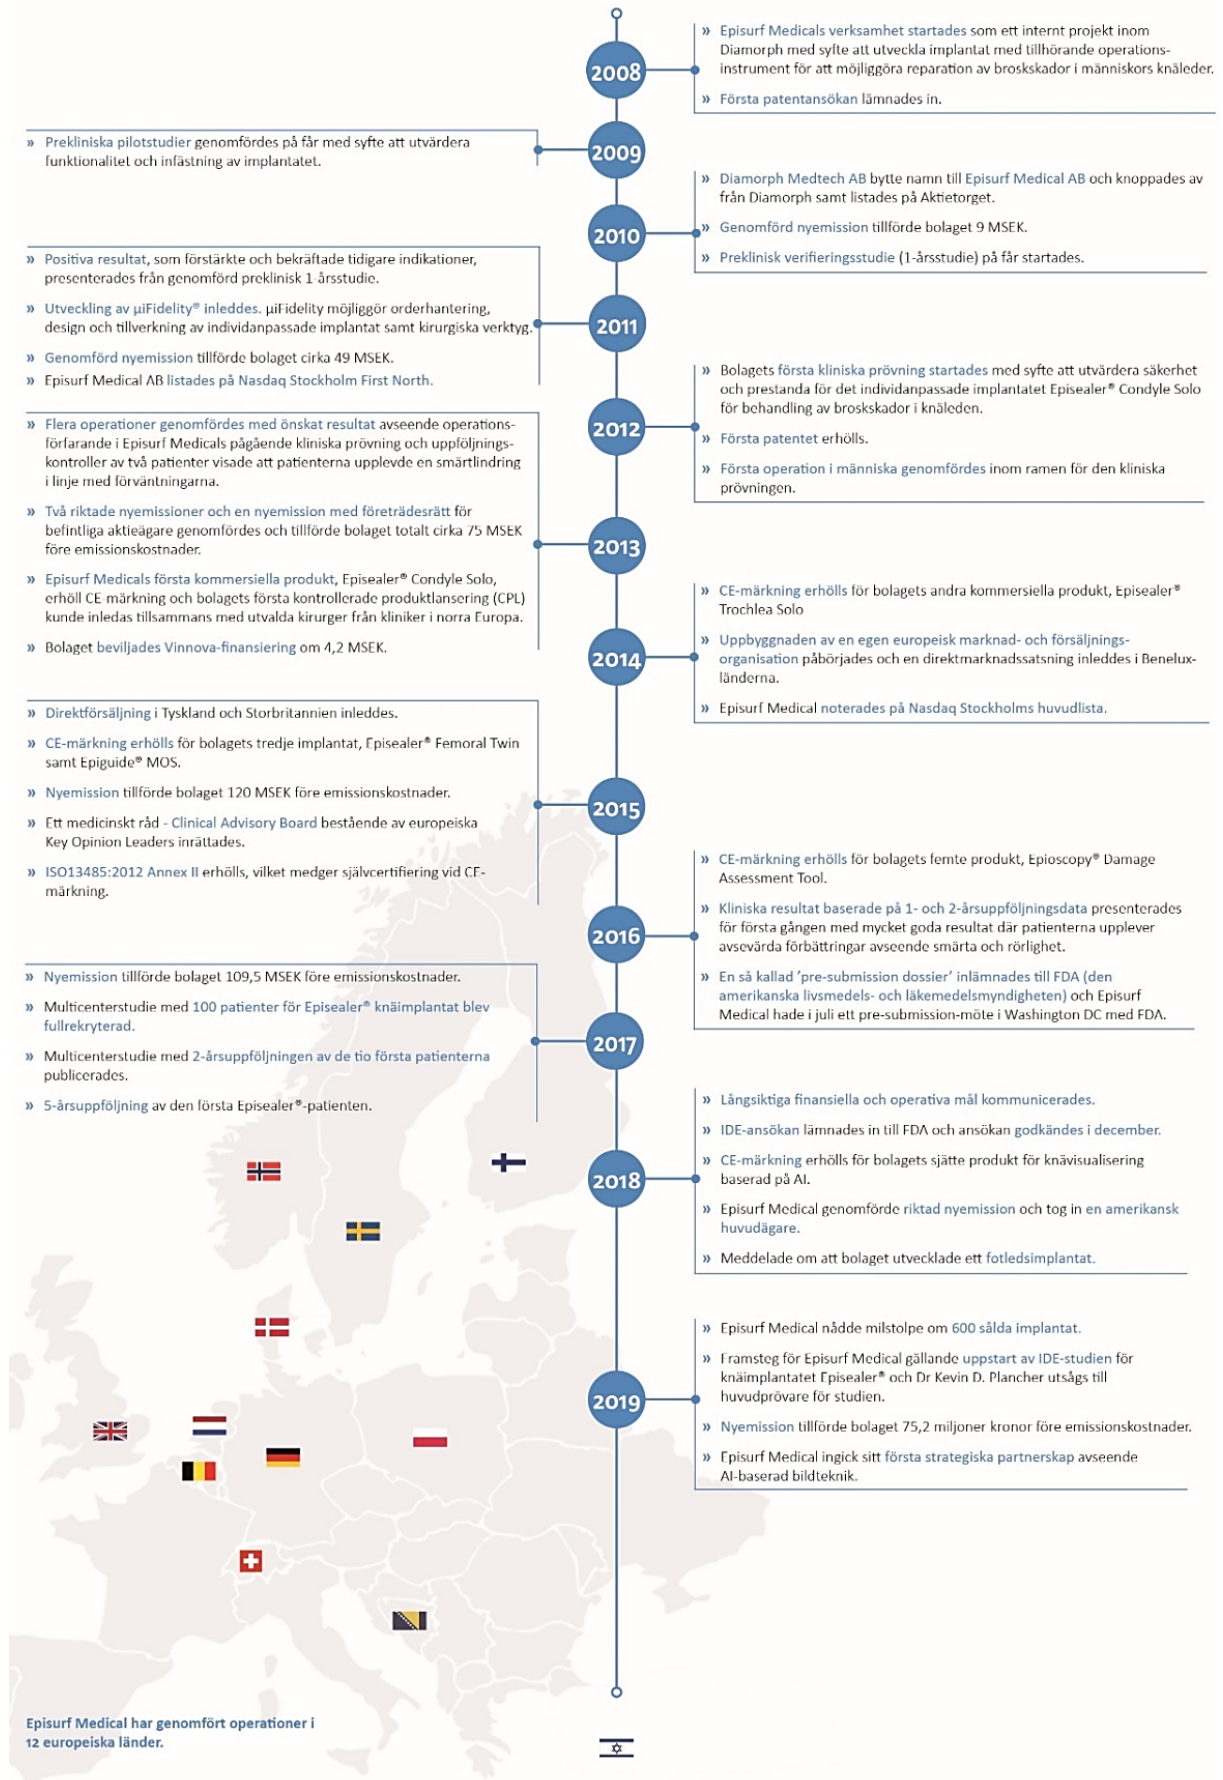 2008
» Episurf Medicals verksamhet startades som ett internt projekt inom
Diamorph med syfte att utveckla implantat med tillhörande operations-
instrument för att möjliggöra reparation av broskskador i människors knäleder.
» Första patentansökan lämnades in.
2009
» Prekliniska pilotstudier genomfördes på får med syfte att utvärdera
funktionalitet och infästning av implantatet.
2010
» Diamorph Medtech AB bytte namn till Episurf Medical AB och knoppades av
från Diamorph samt listades på Aktietorget.
» Genomförd nyemission tillförde bolaget 9 MSEK.
» Preklinisk verifieringsstudie (1-årsstudie) på får startades.
2011
» Positiva resultat, som förstärkte och bekräftade tidigare indikationer,
presenterades från genomförd preklinisk 1-årsstudie.
» Utveckling av µiFidelity® inleddes. µiFidelity möjliggör orderhantering,
design och tillverkning av individanpassade implantat samt kirurgiska verktyg.
» Genomförd nyemission tillförde bolaget cirka 49 MSEK.
» Episurf Medical AB listades på Nasdaq Stockholm First North.
2012
» Bolagets första kliniska prövning startades med syfte att utvärdera säkerhet
och prestanda för det individanpassade implantatet Episealer® Condyle Solo
för behandling av broskskador i knäleden.
» Första patentet erhölls.
» Första operation i människa genomfördes inom ramen för den kliniska
prövningen.
2013
» Flera operationer genomfördes med önskat resultat avseende operations-
förfarande i Episurf Medicals pågående kliniska prövning och uppföljnings-
kontroller av två patienter visade att patienterna upplevde en smärtlindring
i linje med förväntningarna.
» Två riktade nyemissioner och en nyemission med företrädesrätt för
befintliga aktieägare genomfördes och tillförde bolaget totalt cirka 75 MSEK
före emissionskostnader.
» Episurf Medicals första kommersiella produkt, Episealer® Condyle Solo,
erhöll CE-märkning och bolagets första kontrollerade produktlansering (CPL)
kunde inledas tillsammans med utvalda kirurger från kliniker i norra Europa.
» Bolaget beviljades Vinnova-finansiering om 4,2 MSEK.
2014
» CE-märkning erhölls för bolagets andra kommersiella produkt, Episealer®
Trochlea Solo
» Uppbyggnaden av en egen europeisk marknad- och försäljnings-
organisation påbörjades och en direktmarknadssatsning inleddes i Benelux-
länderna.
» Episurf Medical noterades på Nasdaq Stockholms huvudlista.
2015
» Direktförsäljning i Tyskland och Storbritannien inleddes.
» CE-märkning erhölls för bolagets tredje implantat, Episealer® Femoral Twin
samt Epiguide® MOS.
» Nyemission tillförde bolaget 120 MSEK före emissionskostnader.
» Ett medicinskt råd - Clinical Advisory Board bestående av europeiska
Key Opinion Leaders inrättades.
» ISO13485:2012 Annex II erhölls, vilket medger självcertifiering vid CE-
märkning.
2016
» CE-märkning erhölls för bolagets femte produkt, Epioscopy® Damage
Assessment Tool.
» Kliniska resultat baserade på 1- och 2-årsuppföljningsdata presenterades
för första gången med mycket goda resultat där patienterna upplever
avsevärda förbättringar avseende smärta och rörlighet.
» En så kallad ’pre-submission dossier’ inlämnades till FDA (den
amerikanska livsmedels- och läkemedelsmyndigheten) och Episurf
Medical hade i juli ett pre-submission-möte i Washington DC med FDA.
2017
» Nyemission tillförde bolaget 109,5 MSEK före emissionskostnader.
» Multicenterstudie med 100 patienter för Episealer® knäimplantat blev
fullrekryterad.
» Multicenterstudie med 2-årsuppföljningen av de tio första patienterna
publicerades.
» 5-årsuppföljning av den första Episealer®-patienten.
2018
» Långsiktiga finansiella och operativa mål kommunicerades.
» IDE-ansökan lämnades in till FDA och ansökan godkändes i december.
» CE-märkning erhölls för bolagets sjätte produkt för knävisualisering
baserad på AI.
» Episurf Medical genomförde riktad nyemission och tog in en amerikansk
huvudägare.
» Meddelade om att bolaget utvecklade ett fotledsimplantat.
2019
» Episurf Medical nådde milstolpe om 600 sålda implantat.
» Framsteg för Episurf Medical gällande uppstart av IDE-studien för
knäimplantatet Episealer® och Dr Kevin D. Plancher utsågs till
huvudprövare för studien.
» Nyemission tillförde bolaget 75,2 miljoner kronor före emissionskostnader.
» Episurf Medical ingick sitt första strategiska partnerskap avseende
AI-baserad bildteknik.
Episurf Medical har genomfört operationer i
12 europeiska länder.